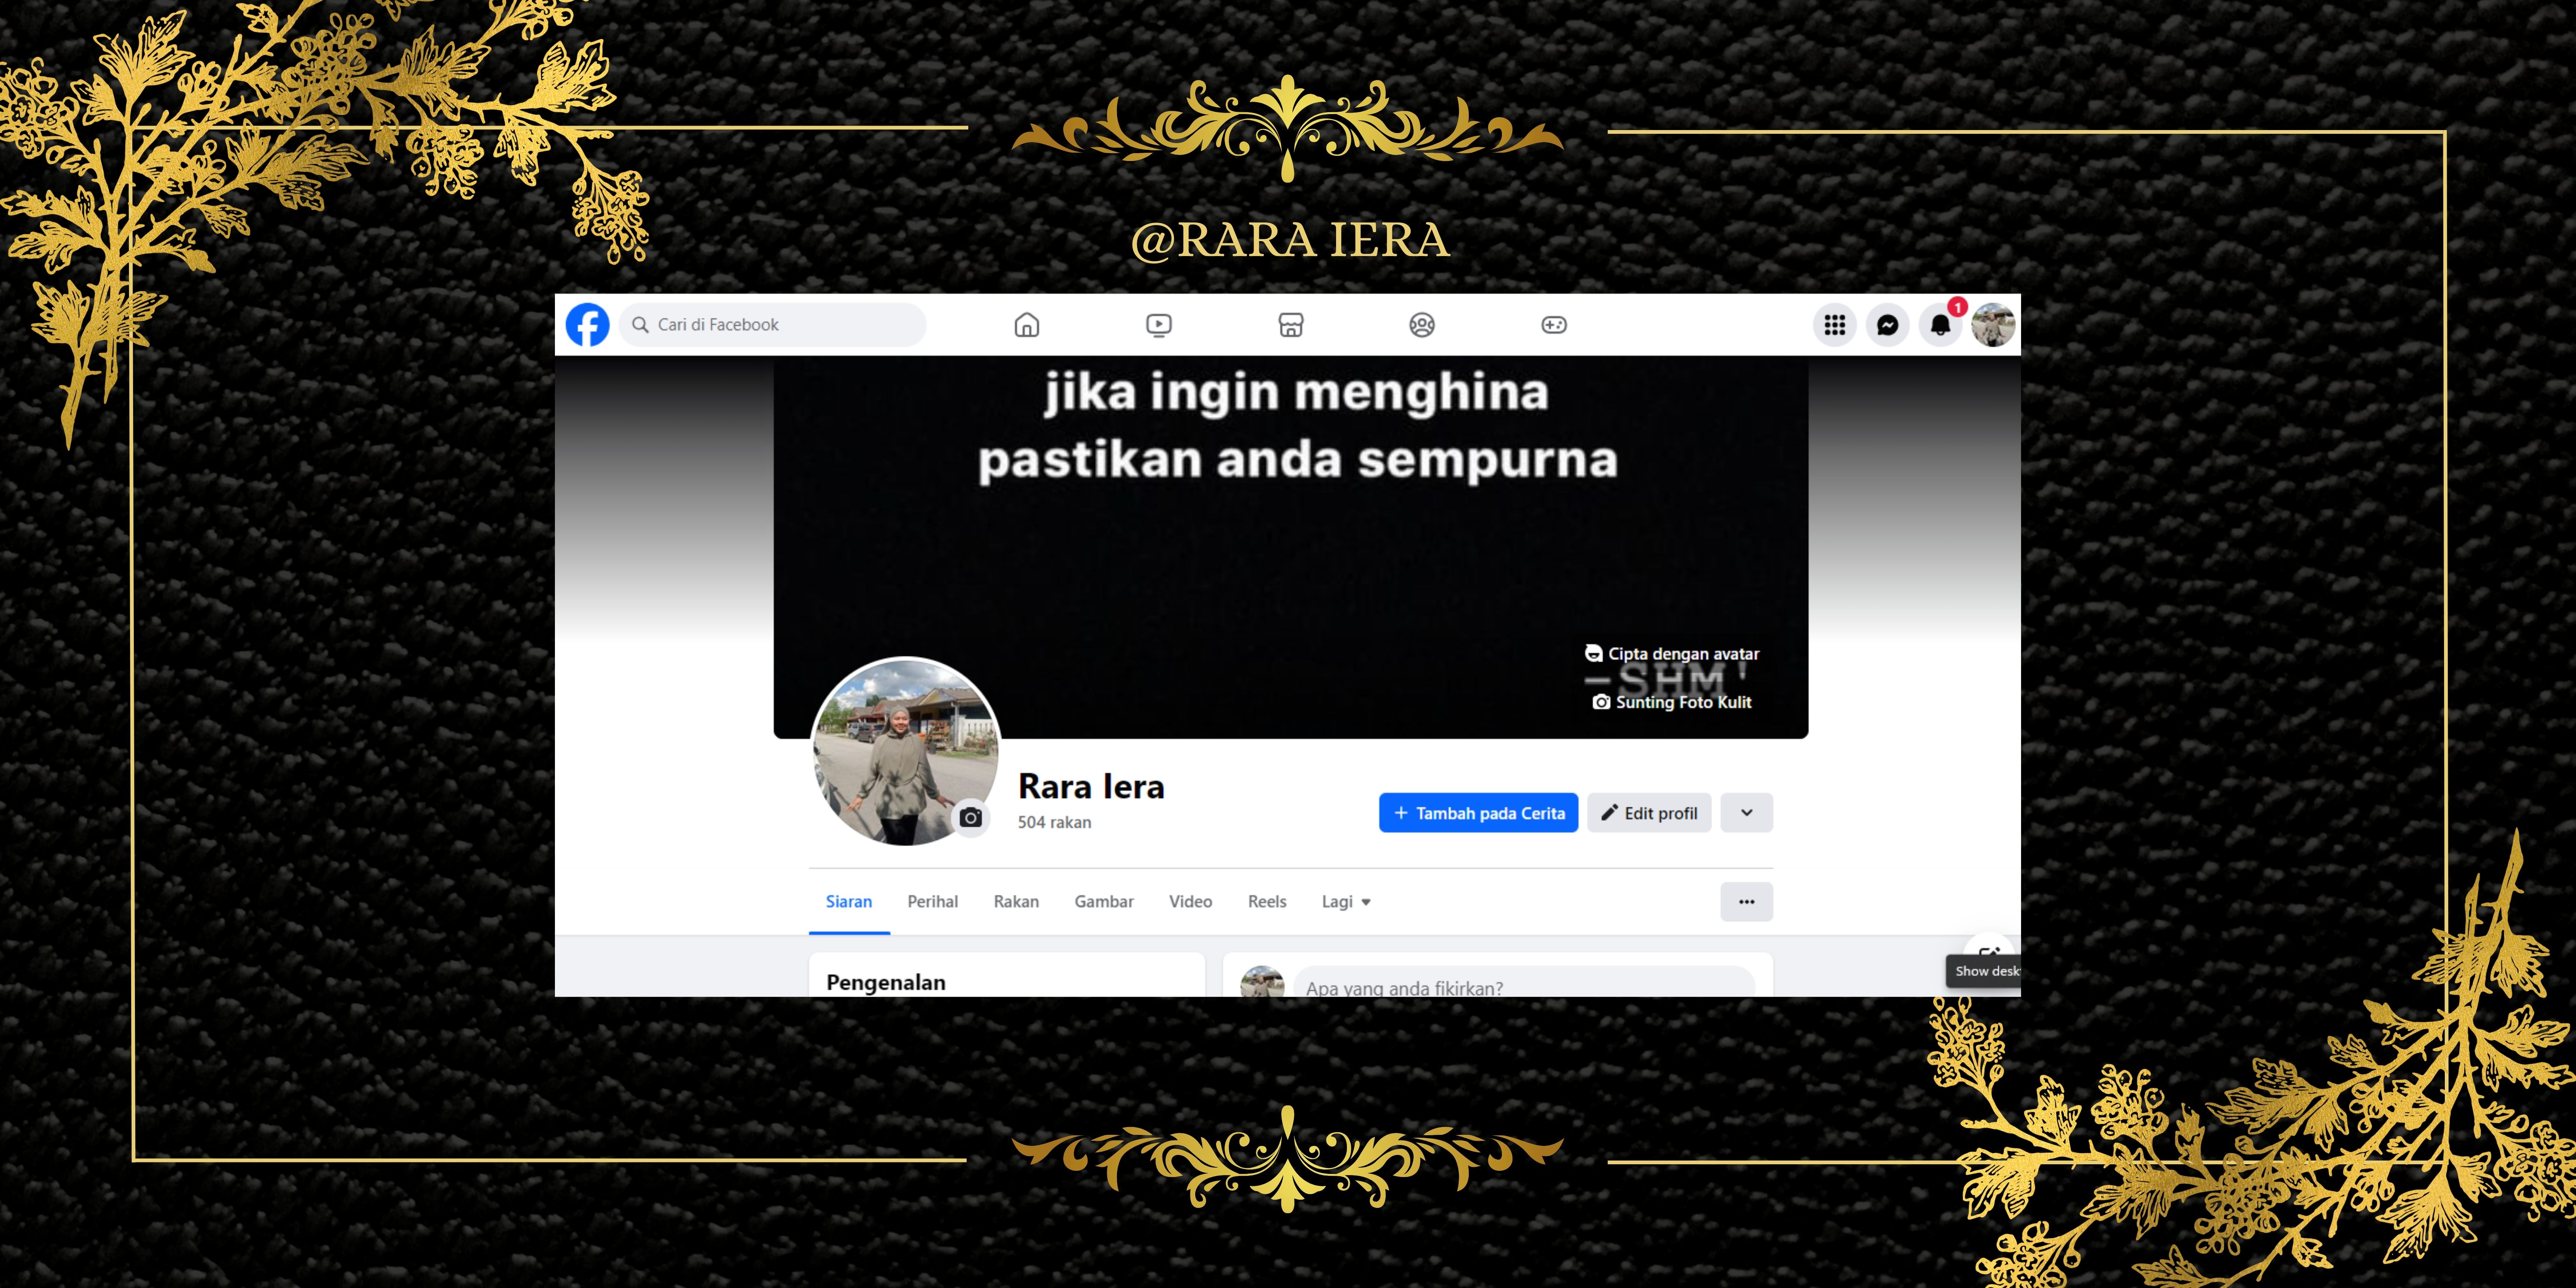 @RARA IERA
Cari di Facebook
1
jika ingin menghina
pastikan anda sempurna
Cipta dengan avatar
–SHM'
Sunting Foto Kulit
Rara Iera
504 rakan
+ Tambah pada Cerita
Edit profil
Siaran Perihal Rakan Gambar Video Reels Lagi
Pengenalan
Apa yang anda fikirkan?
Show desk